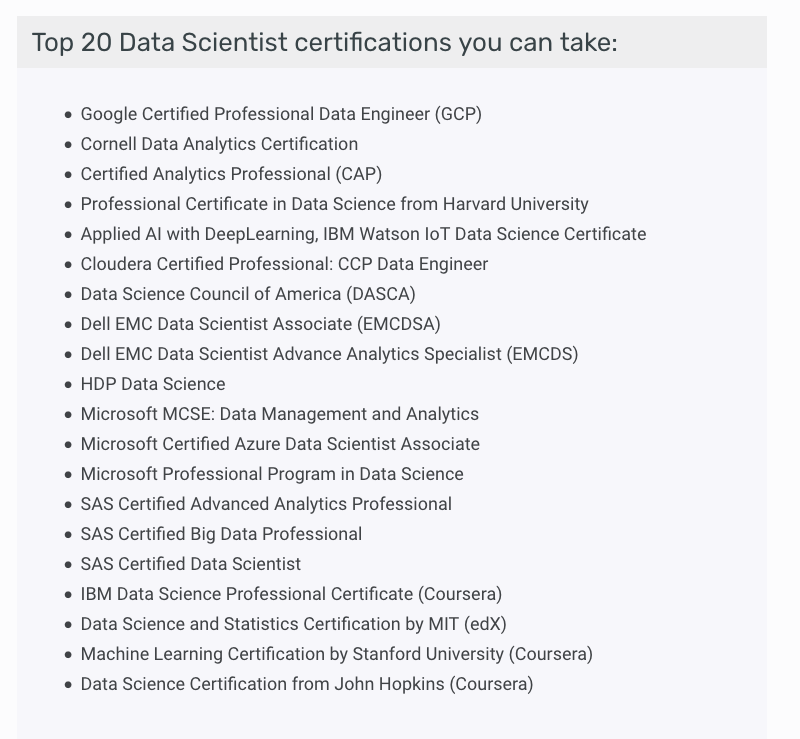 Top 20 Data Scientist certifications you can take:
• Google Certified Professional Data Engineer (GCP)
• Cornell Data Analytics Certification
• Certified Analytics Professional (CAP)
• Professional Certificate in Data Science from Harvard University
• Applied AI with DeepLearning, IBM Watson IoT Data Science Certificate
• Cloudera Certified Professional: CCP Data Engineer
• Data Science Council of America (DASCA)
• Dell EMC Data Scientist Associate (EMCDSA)
• Dell EMC Data Scientist Advance Analytics Specialist (EMCDS)
• HDP Data Science
• Microsoft MCSE: Data Management and Analytics
• Microsoft Certified Azure Data Scientist Associate
• Microsoft Professional Program in Data Science
• SAS Certified Advanced Analytics Professional
• SAS Certified Big Data Professional
• SAS Certified Data Scientist
• IBM Data Science Professional Certificate (Coursera)
• Data Science and Statistics Certification by MIT (edX)
• Machine Learning Certification by Stanford University (Coursera)
• Data Science Certification from John Hopkins (Coursera)